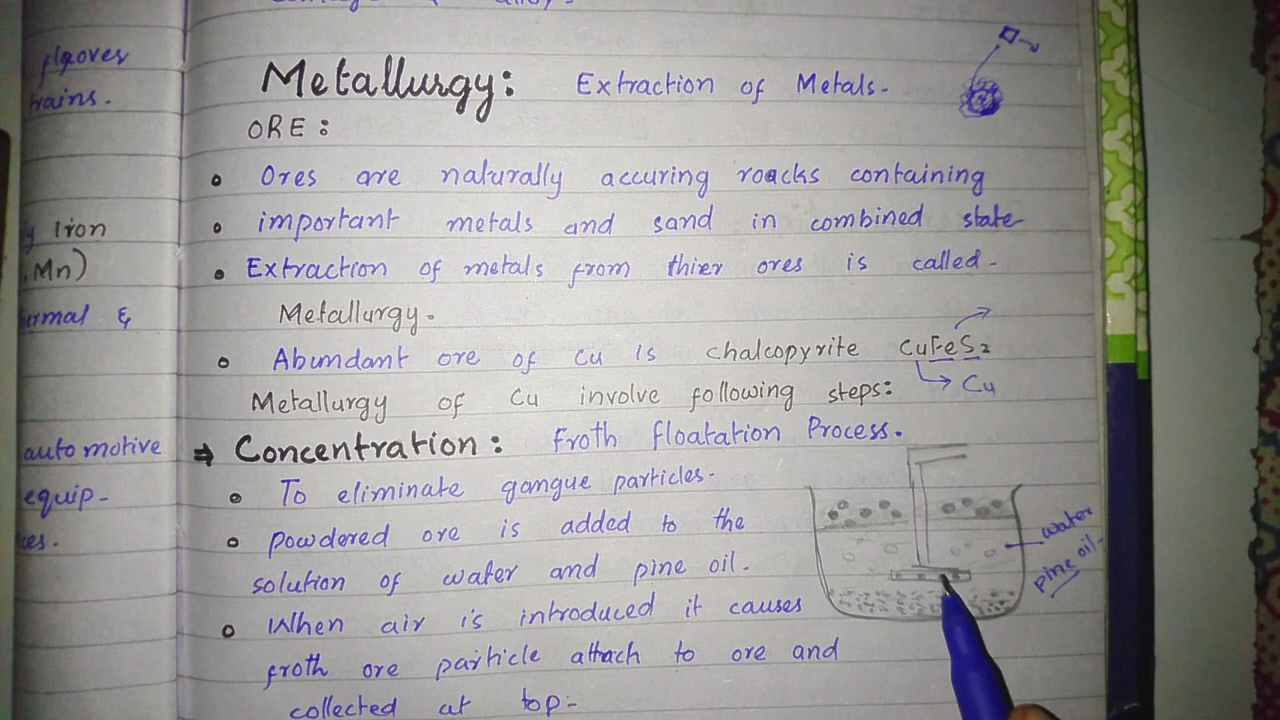 flqoves
trains.
Metallurgy: Extraction of Metals.
ORE:
Ores are naturally accuring roacks containing
important metals and sand in combined state
Iron
.Mn)
Extraction of metals from thier ores is called.
ermal &
Metallurgy.
Abundant ore of Cu is chalcopyrite CuFeS2
Cu
Metallurgy of Cu involve following steps:
automotive
⇒ Concentration: Froth floatation Process.
equip-
To eliminate gangue particles.
ces.
powdered ore is added to the
solution of water and pine oil.
water
pine oil.
When air is introduced it causes
froth ore particle attach to ore and
collected at top-